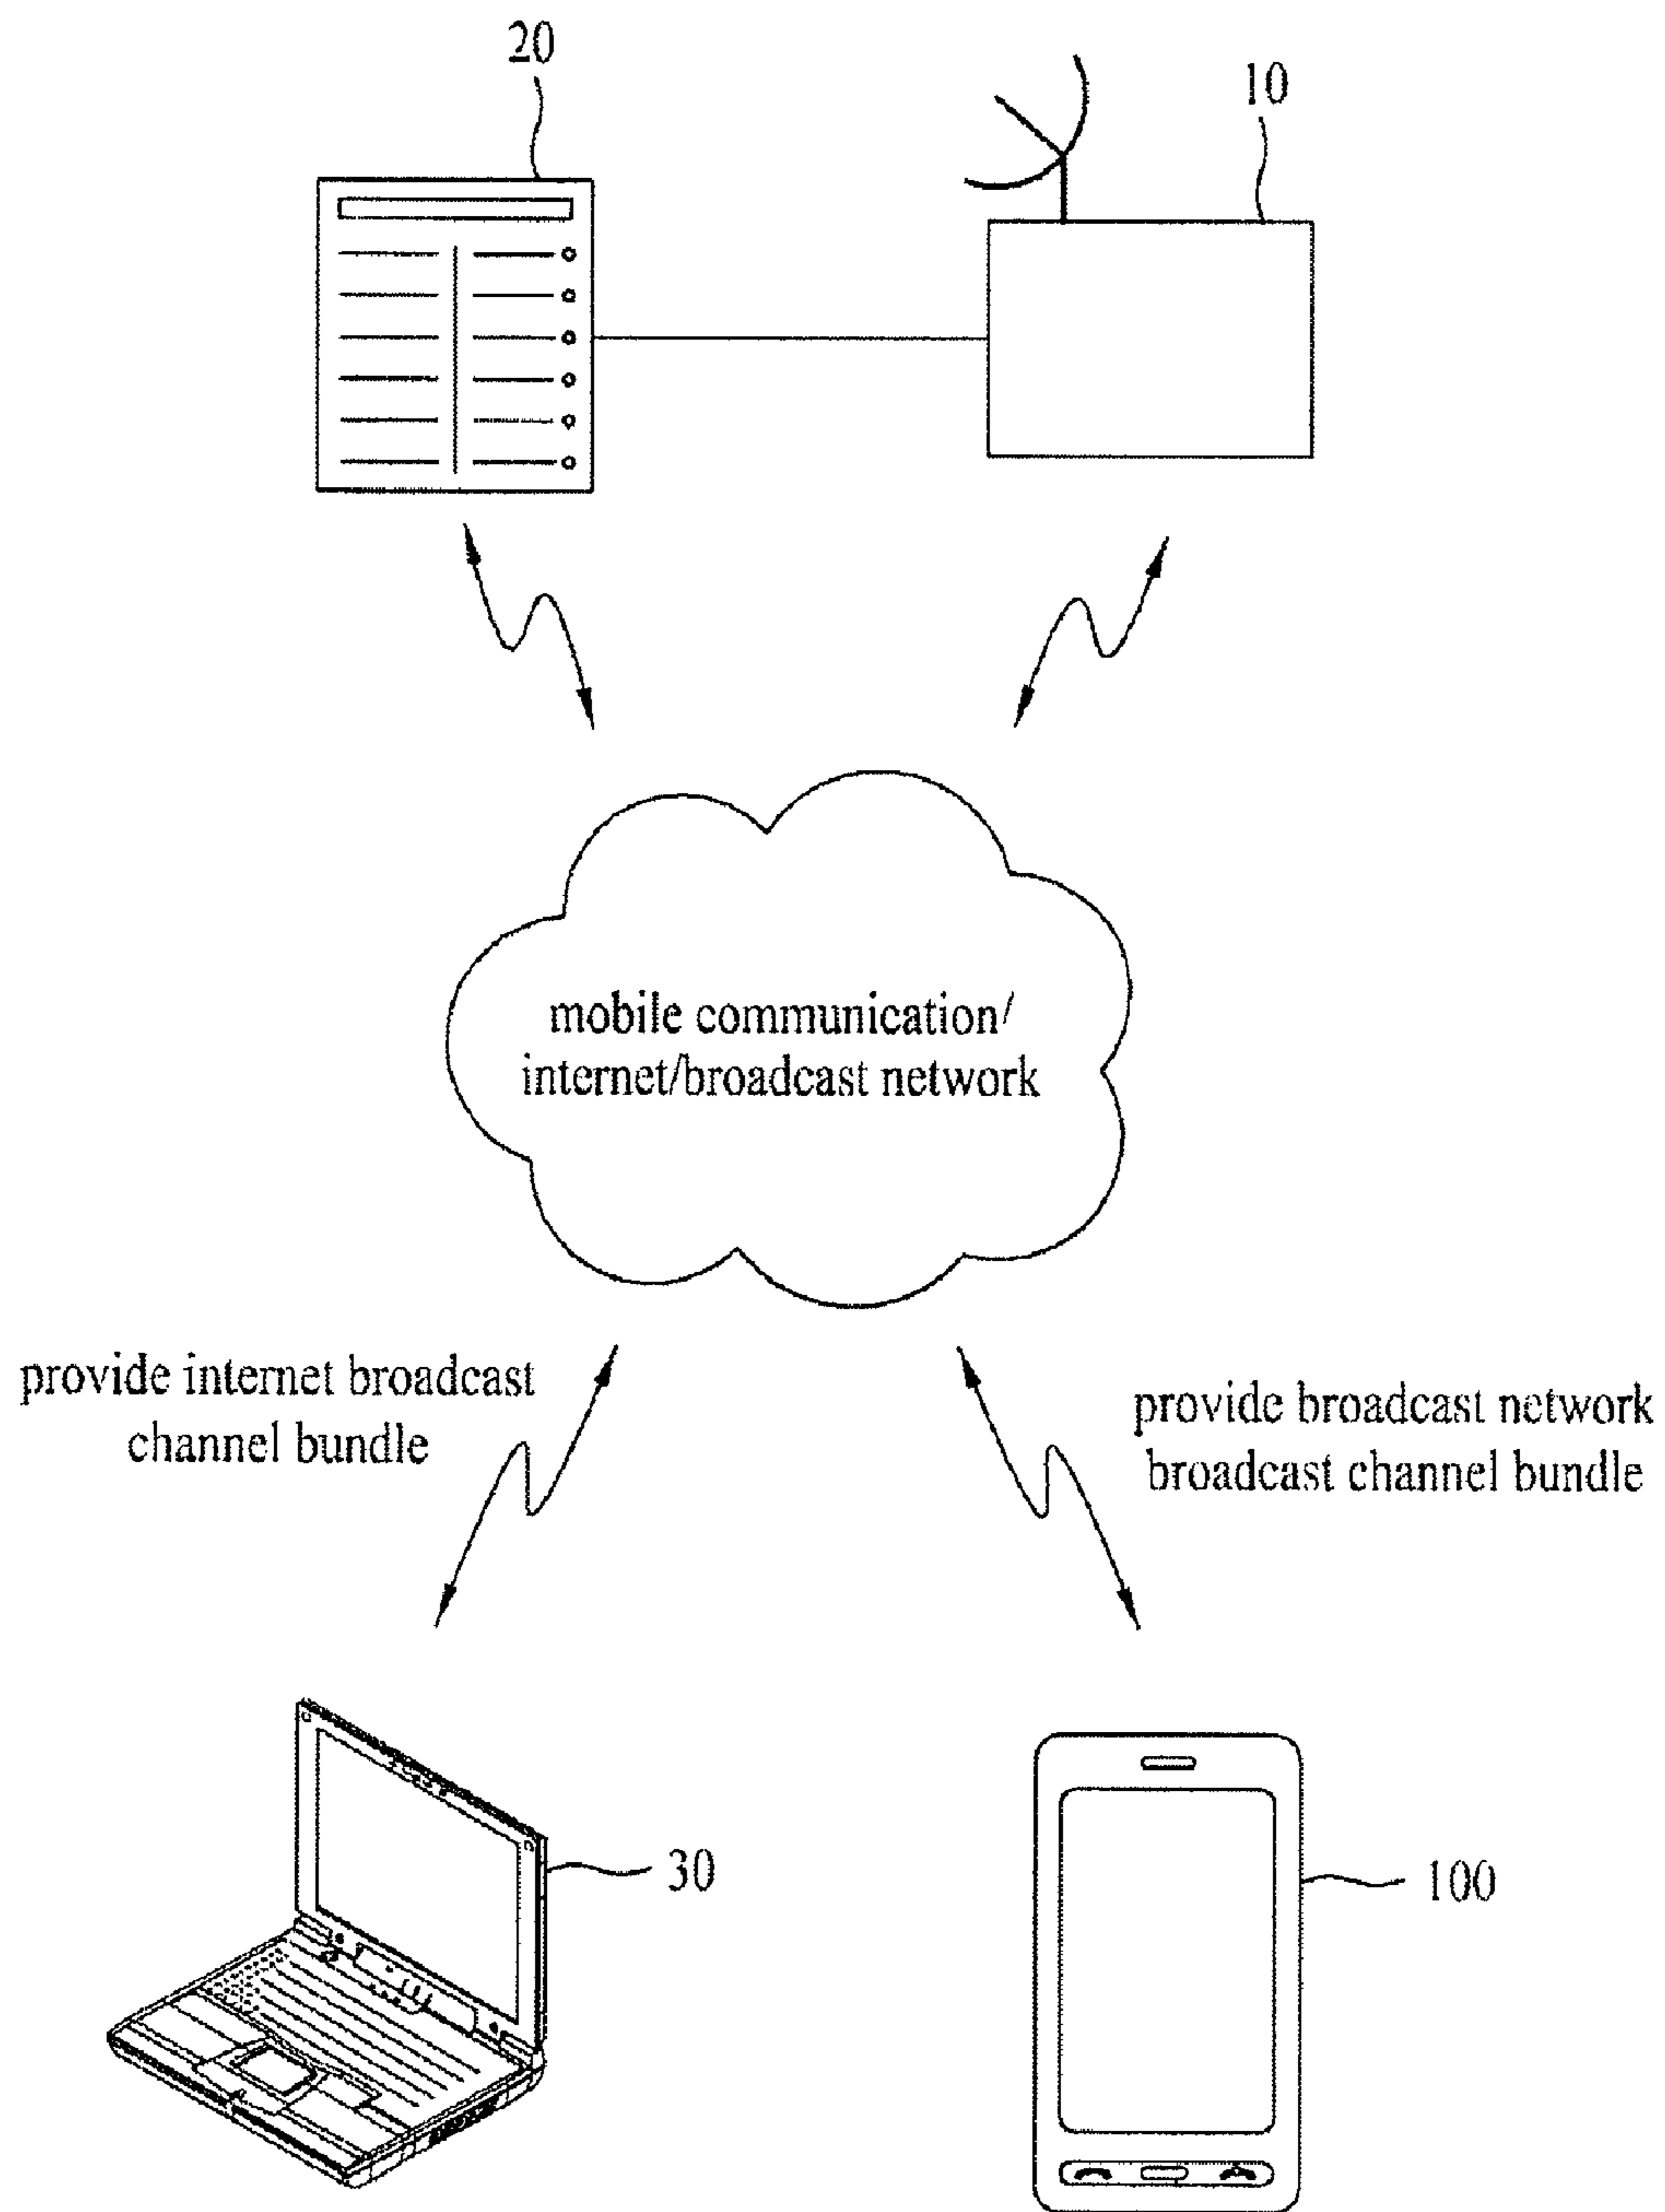 20
10
mobile communication/
internet/broadcast network
provide internet broadcast
channel bundle
provide broadcast network
broadcast channel bundle
30
100